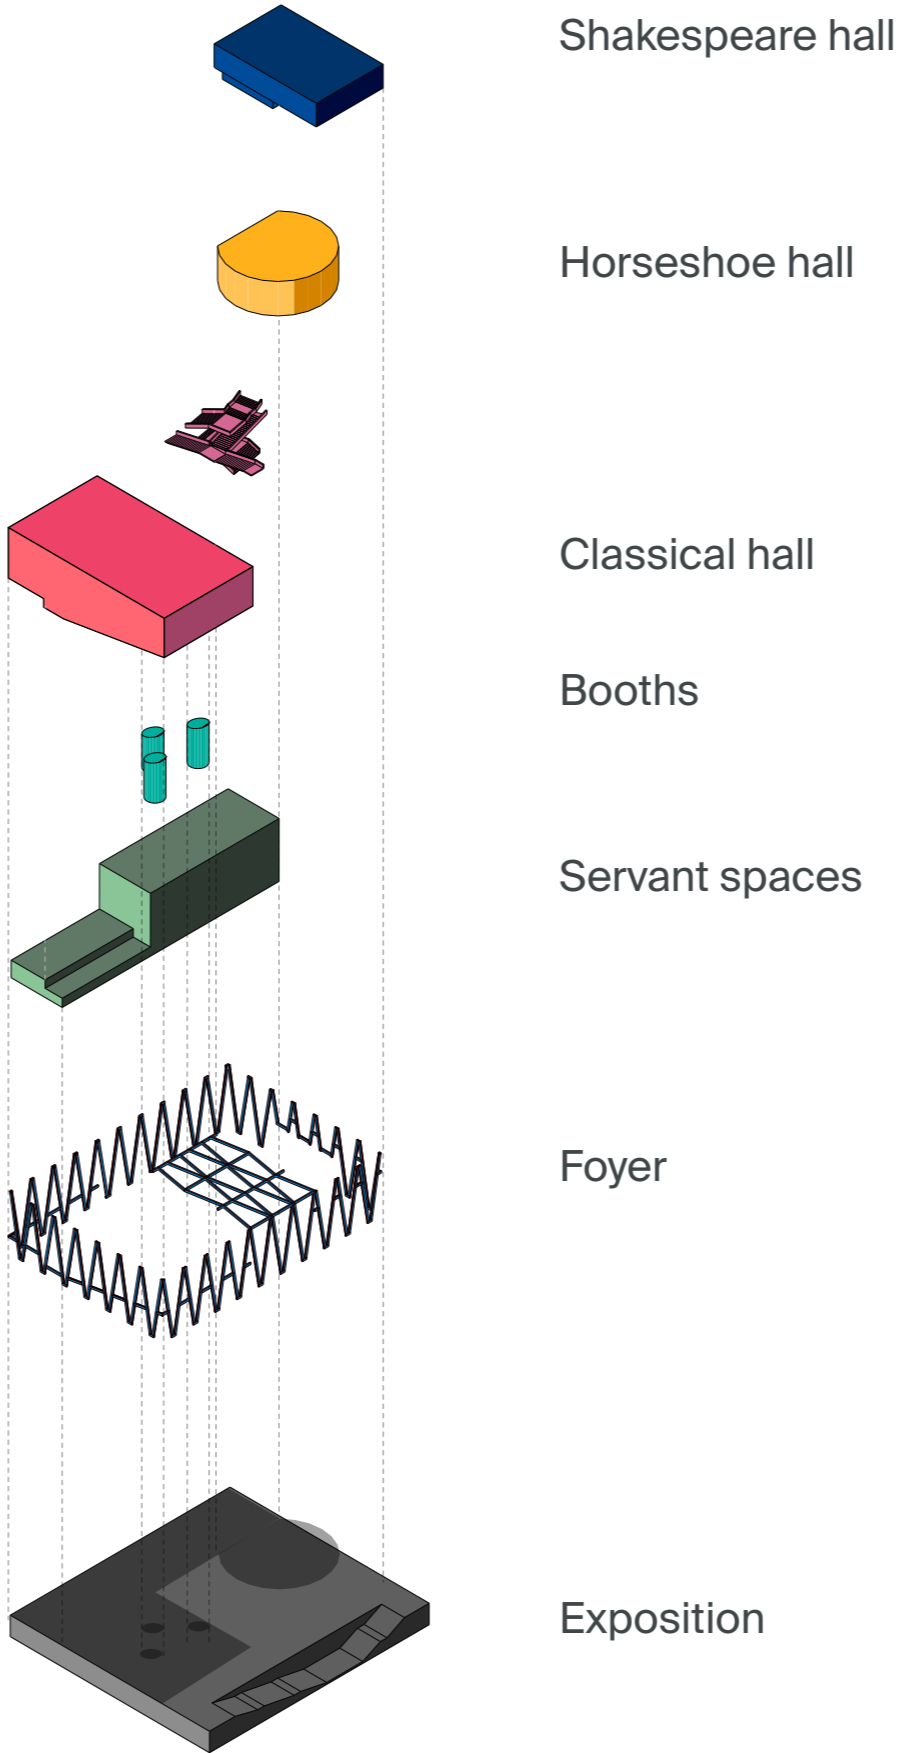 Shakespeare hall
Horseshoe hall
Classical hall
Booths
Servant spaces
Foyer
Exposition